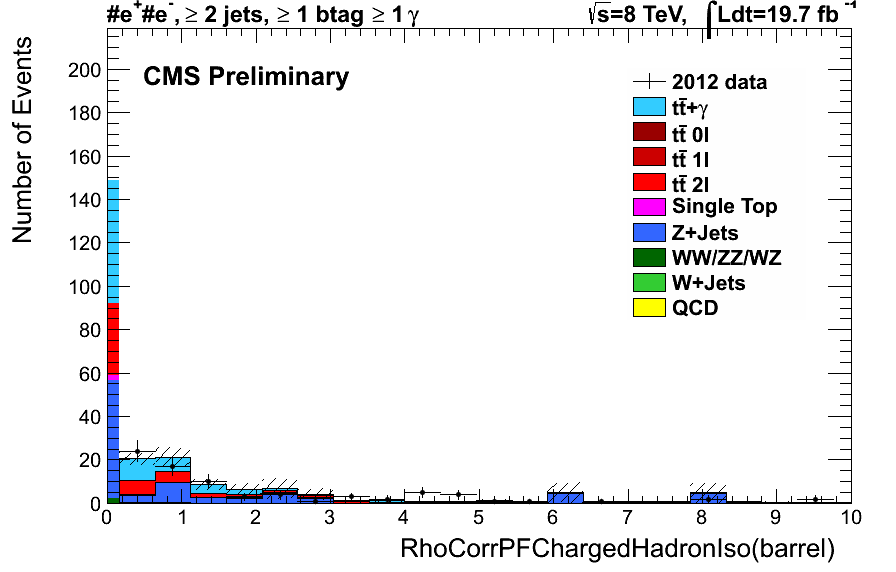 #e⁺#e⁻, ≥ 2 jets, ≥ 1 btag ≥ 1 γ
√s=8 TeV, ∫Ldt=19.7 fb⁻¹
CMS Preliminary
2012 data
tt̄+γ
tt̄ 0l
tt̄ 1l
tt̄ 2l
Single Top
Z+Jets
WW/ZZ/WZ
W+Jets
QCD
Number of Events
200
180
160
140
120
100
80
60
40
20
0
0 1 2 3 4 5 6 7 8 9 10
RhoCorrPFChargedHadronIso(barrel)